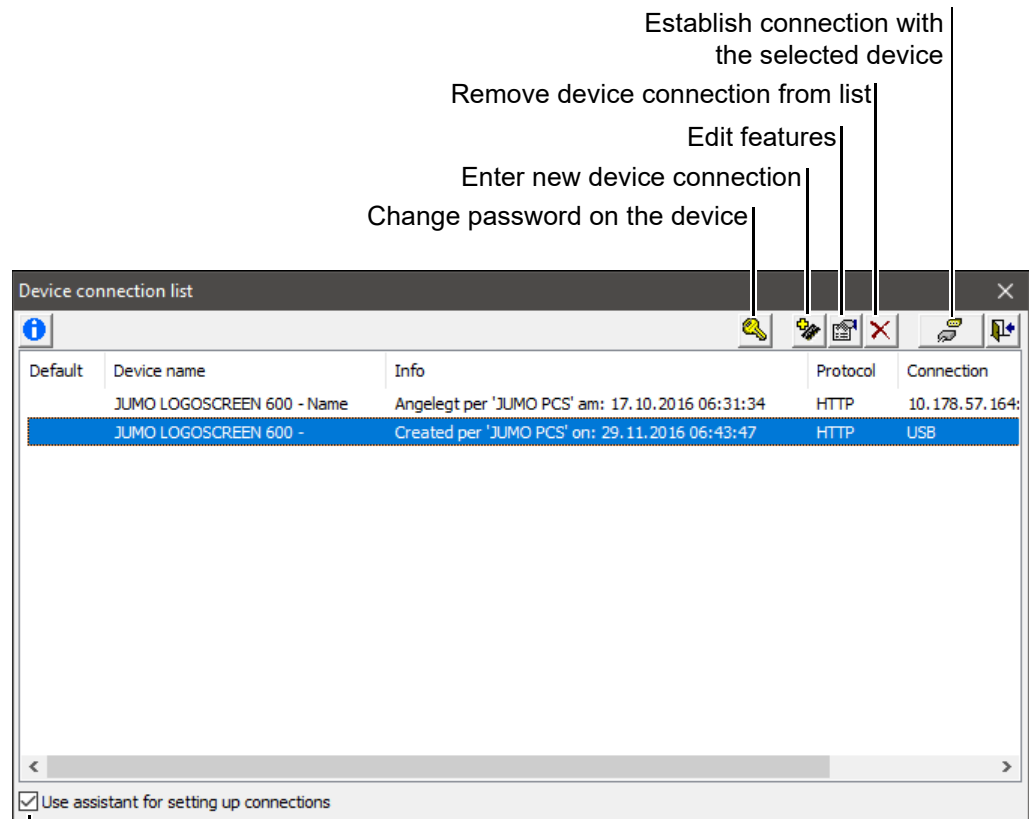 Establish connection with
the selected device
Remove device connection from list
Edit features
Enter new device connection
Change password on the device
Device connection list
Default Device name Info Protocol Connection
JUMO LOGOSCREEN 600 - Name Angelegt per 'JUMO PCS' am: 17.10.2016 06:31:34 HTTP 10.178.57.164:
JUMO LOGOSCREEN 600 - Created per 'JUMO PCS' on: 29.11.2016 06:43:47 HTTP USB
Use assistant for setting up connections